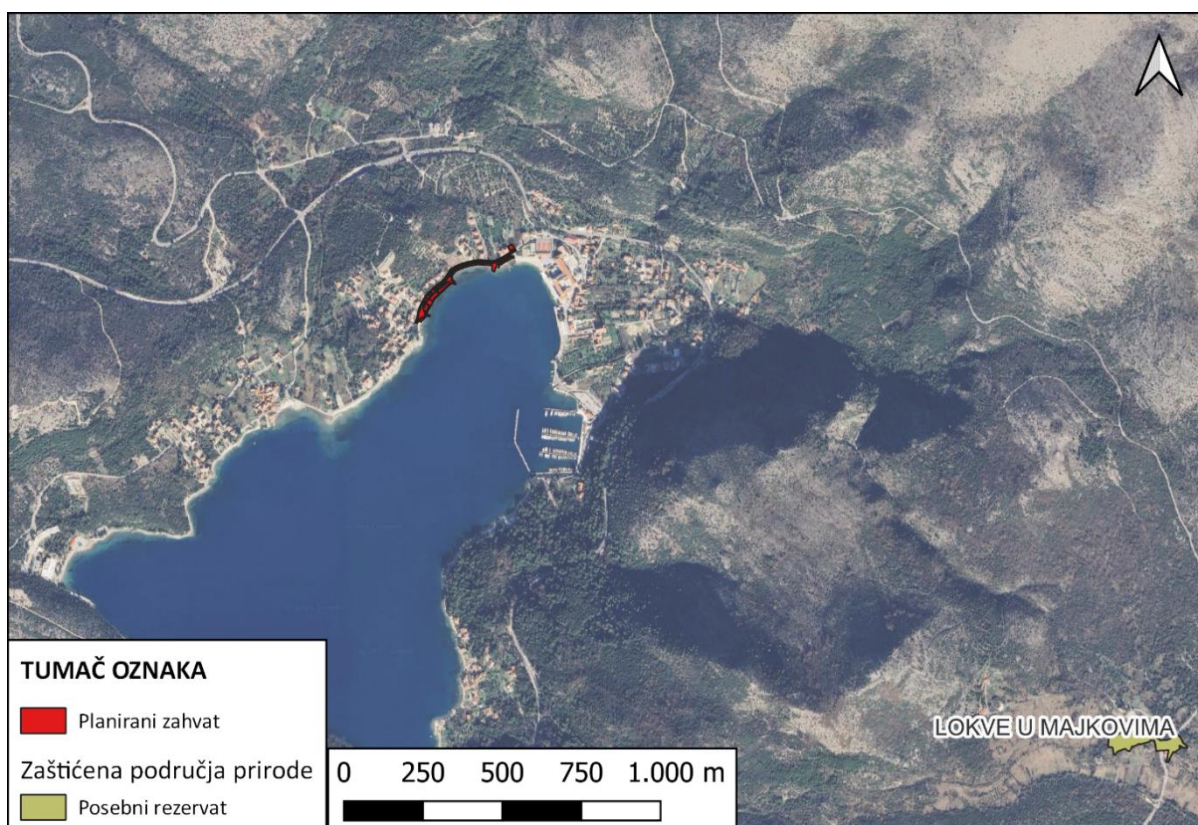 LOKVE U MAJKOVIMA
TUMAČ OZNAKA
Planirani zahvat
Zaštićena područja prirode
Posebni rezervat
0 250 500 750 1.000 m